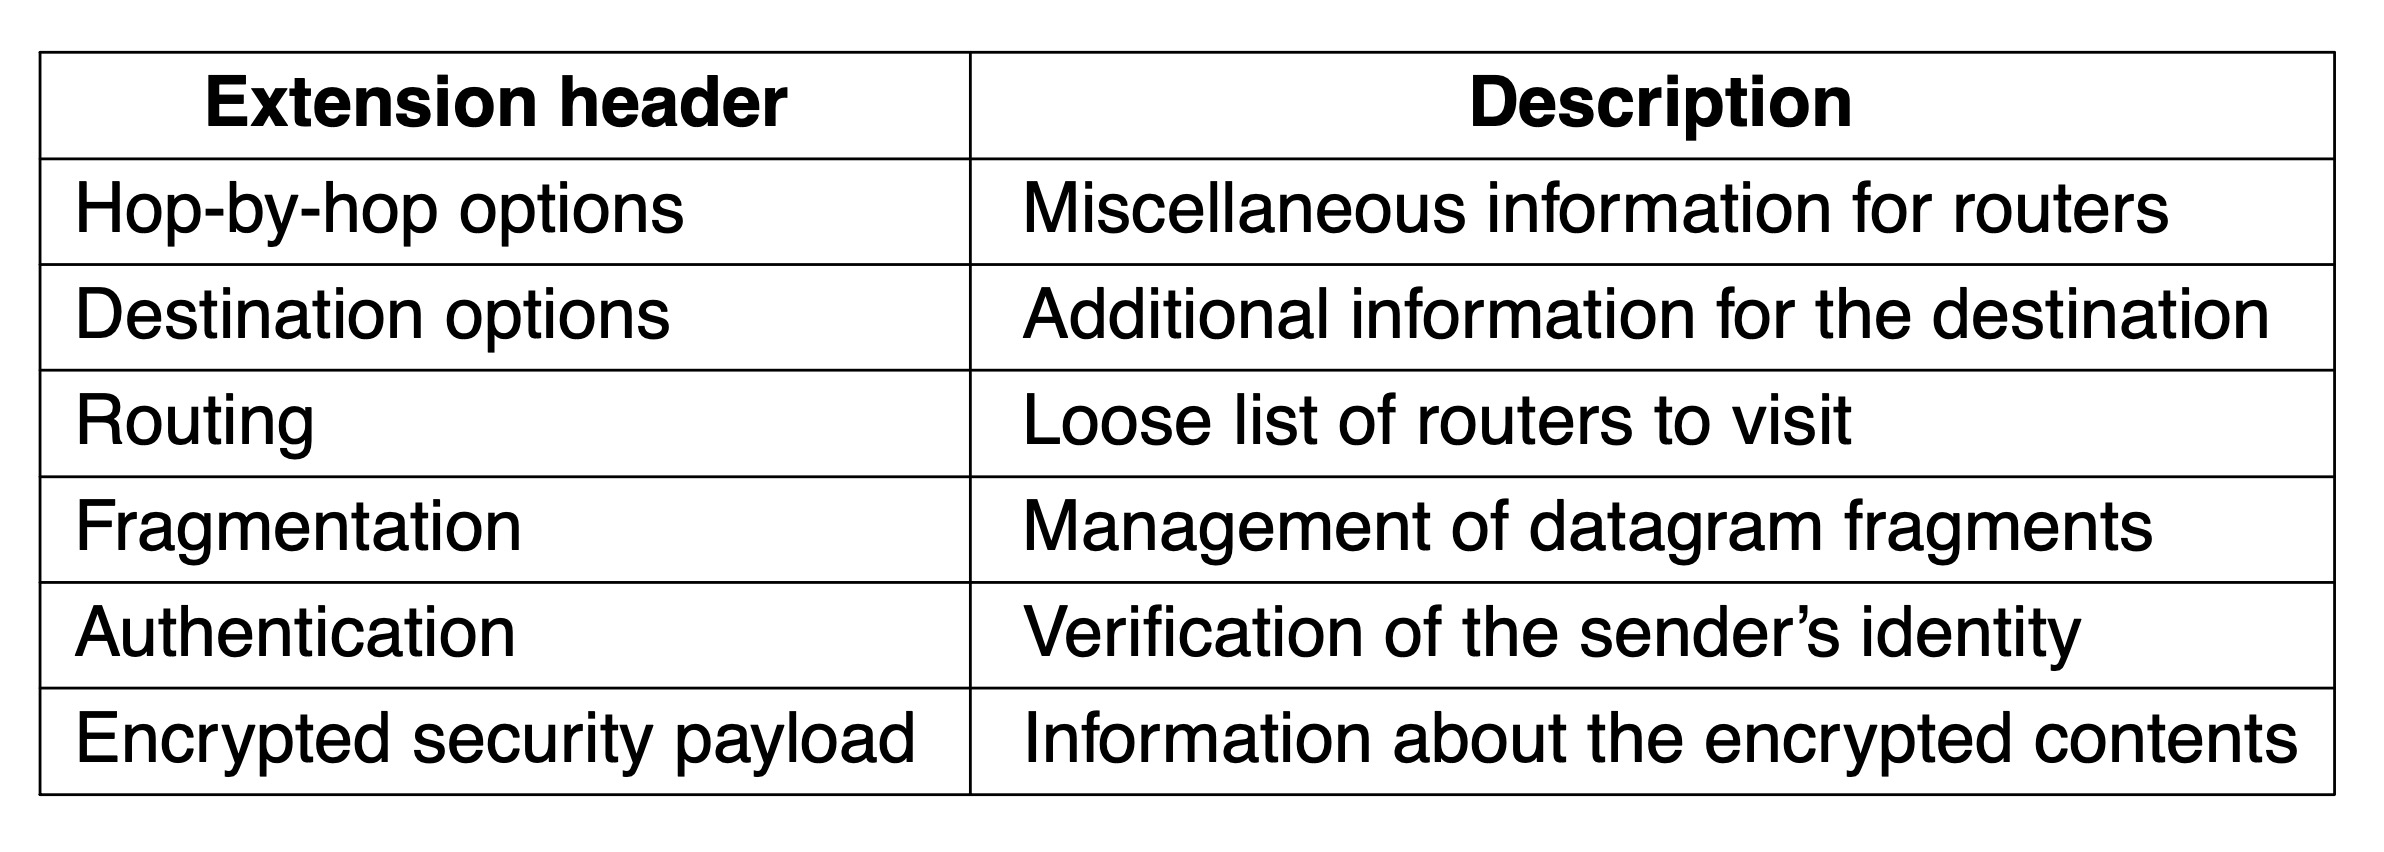 Extension header Description
Hop-by-hop options Miscellaneous information for routers
Destination options Additional information for the destination
Routing Loose list of routers to visit
Fragmentation Management of datagram fragments
Authentication Verification of the sender’s identity
Encrypted security payload Information about the encrypted contents